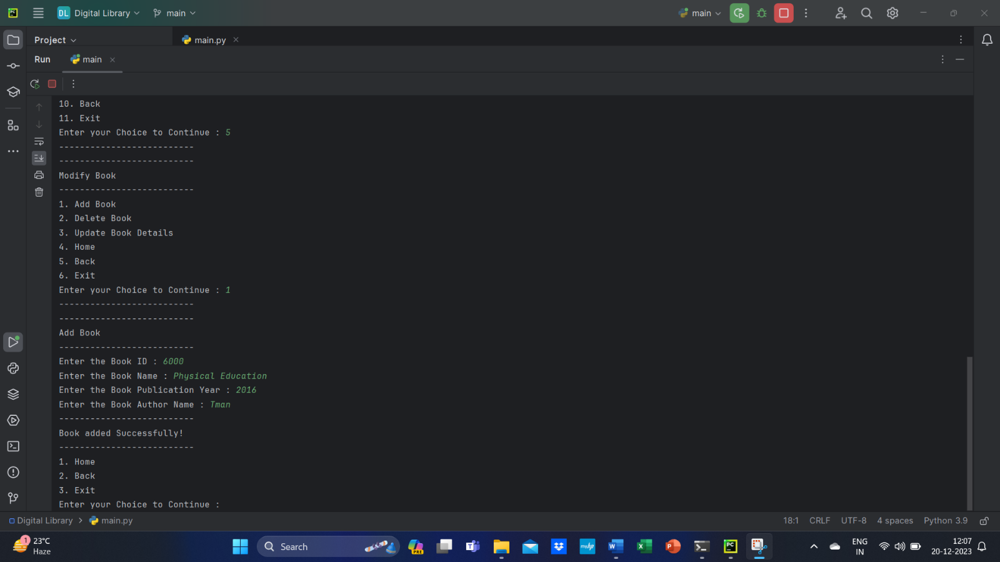 DL Digital Library main main
Project main.py
Run main
10. Back
11. Exit
Enter your Choice to Continue : 5
--------------------------
--------------------------
Modify Book
--------------------------
1. Add Book
2. Delete Book
3. Update Book Details
4. Home
5. Back
6. Exit
Enter your Choice to Continue : 1
--------------------------
--------------------------
Add Book
--------------------------
Enter the Book ID : 6000
Enter the Book Name : Physical Education
Enter the Book Publication Year : 2016
Enter the Book Author Name : Tman
--------------------------
Book added Successfully!
--------------------------
1. Home
2. Back
3. Exit
Enter your Choice to Continue :
Digital Library > main.py 18:1 CRLF UTF-8 4 spaces Python 3.9
1 23°C Search ENG 12:07
Haze IN 20-12-2023